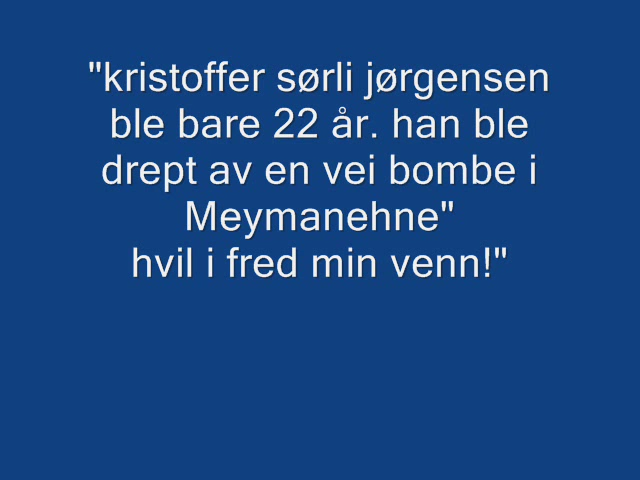 "kristoffer sørli jørgensen
ble bare 22 år. han ble
drept av en vei bombe i
Meymanehne"
hvil i fred min venn!"